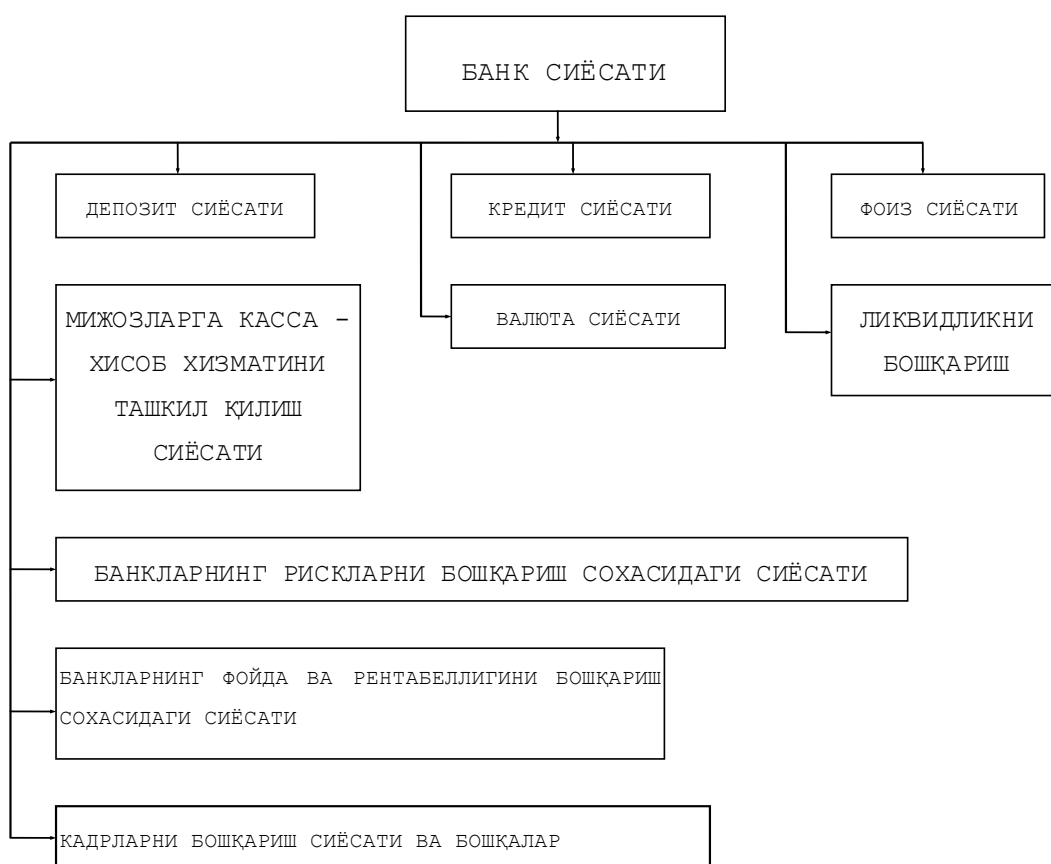 БАНК СИЁСАТИ
ДЕПОЗИТ СИЁСАТИ
КРЕДИТ СИЁСАТИ
ФОИЗ СИЁСАТИ
МИЖОЗЛАРГА КАССА –
ХИСОБ ХИЗМАТИНИ
ТАШКИЛ ҚИЛИШ
СИЁСАТИ
ВАЛЮТА СИЁСАТИ
ЛИКВИДЛИКНИ
БОШҚАРИШ
БАНКЛАРНИНГ РИСКЛАРНИ БОШҚАРИШ СОХАСИДАГИ СИЁСАТИ
БАНКЛАРНИНГ ФОЙДА ВА РЕНТАБЕЛЛИГИНИ БОШҚАРИШ
СОХАСИДАГИ СИЁСАТИ
КАДРЛАРНИ БОШҚАРИШ СИЁСАТИ ВА БОШҚАЛАР